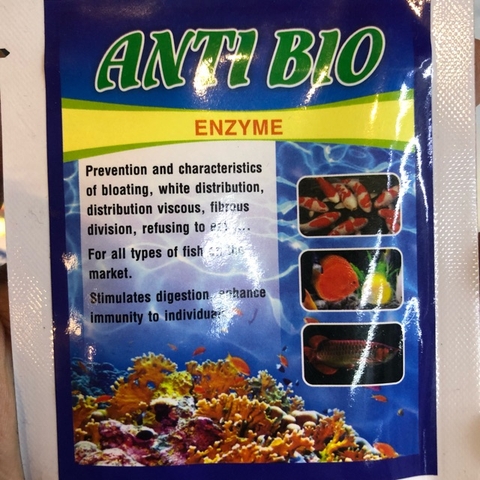 ANTI BIO
ENZYME
Prevention and characteristics
of bloating, white distribution,
distribution viscous, fibrous
division, refusing to eat ...
For all types of fish on the
market.
Stimulates digestion, enhance
immunity to individual